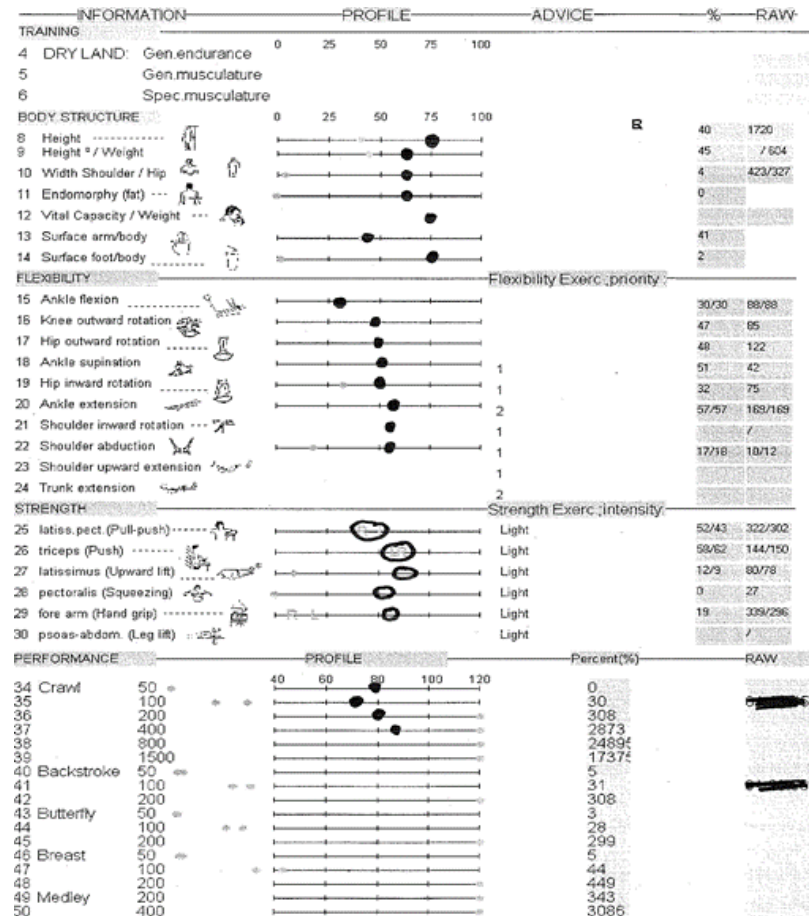 INFORMATION PROFILE ADVICE % RAW
TRAINING
0 25 50 75 100
4 DRY LAND: Gen.endurance
5 Gen.musculature
6 Spec.musculature
BODY STRUCTURE 0 25 50 75 100
8 Height 40 1720
9 Height º / Weight 45 / 604
10 Width Shoulder / Hip 4 423/327
11 Endomorphy (fat) 0
12 Vital Capacity / Weight
13 Surface arm/body 41
14 Surface foot/body 2
FLEXIBILITY Flexibility Exerc.;priority:
15 Ankle flexion 30/30 88/88
16 Knee outward rotation 47 85
17 Hip outward rotation 48 122
18 Ankle supination 1 51 42
19 Hip inward rotation 1 32 75
20 Ankle extension 2 57/57 169/169
21 Shoulder inward rotation 1 /
22 Shoulder abduction 1 17/18 10/12
23 Shoulder upward extension 1
24 Trunk extension 2
STRENGTH Strength Exerc.;intensity:
25 latiss.pect.(Pull-push) Light 52/43 322/302
26 triceps (Push) Light 58/62 144/150
27 latissimus (Upward lift) Light 12/9 80/78
28 pectoralis (Squeezing) Light 0 27
29 fore arm (Hand grip) Light 19 339/296
30 psoas-abdom. (Leg lift) Light /
PERFORMANCE PROFILE Percent(%) RAW
40 60 80 100 120
34 Crawl 50 0
35 100 30
36 200 308
37 400 2873
38 800 24895
39 1500 17375
40 Backstroke 50 5
41 100 31
42 200 308
43 Butterfly 50 3
44 100 28
45 200 299
46 Breast 50 5
47 100 44
48 200 449
49 Medley 200 343
50 400 3086